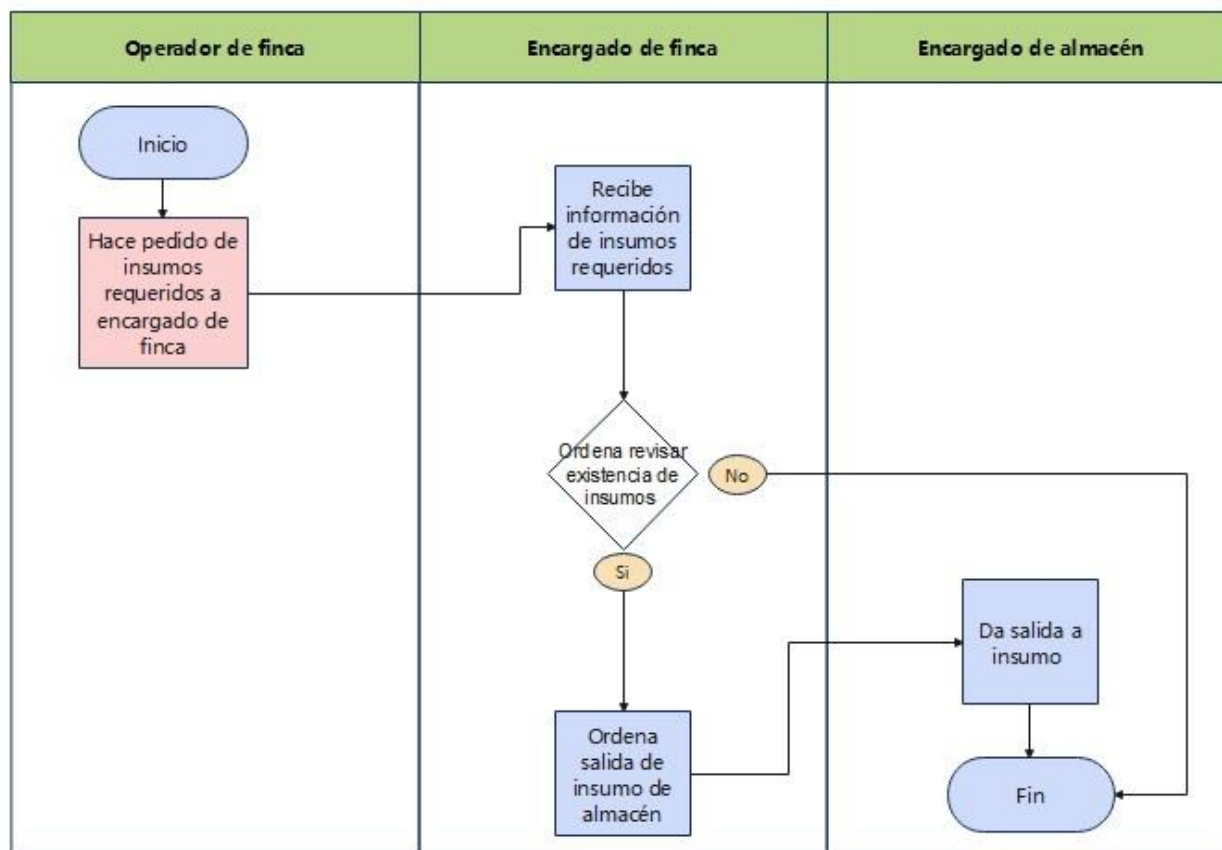 Operador de finca
Encargado de finca
Encargado de almacén
Inicio
Hace pedido de
insumos
requeridos a
encargado de
finca
Recibe
información
de insumos
requeridos
Ordena revisar
existencia de
insumos
No
Si
Ordena
salida de
insumo de
almacén
Da salida a
insumo
Fin